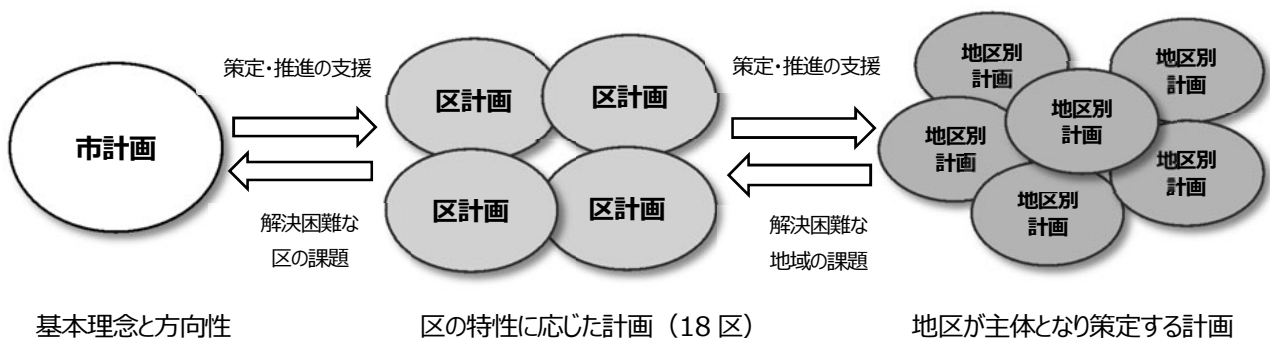 市計画
策定・推進の支援
解決困難な
区の課題
区計画
区計画
区計画
区計画
策定・推進の支援
解決困難な
地域の課題
地区別
計画
地区別
計画
地区別
計画
地区別
計画
地区別
計画
地区別
計画
基本理念と方向性
区の特性に応じた計画（18 区）
地区が主体となり策定する計画